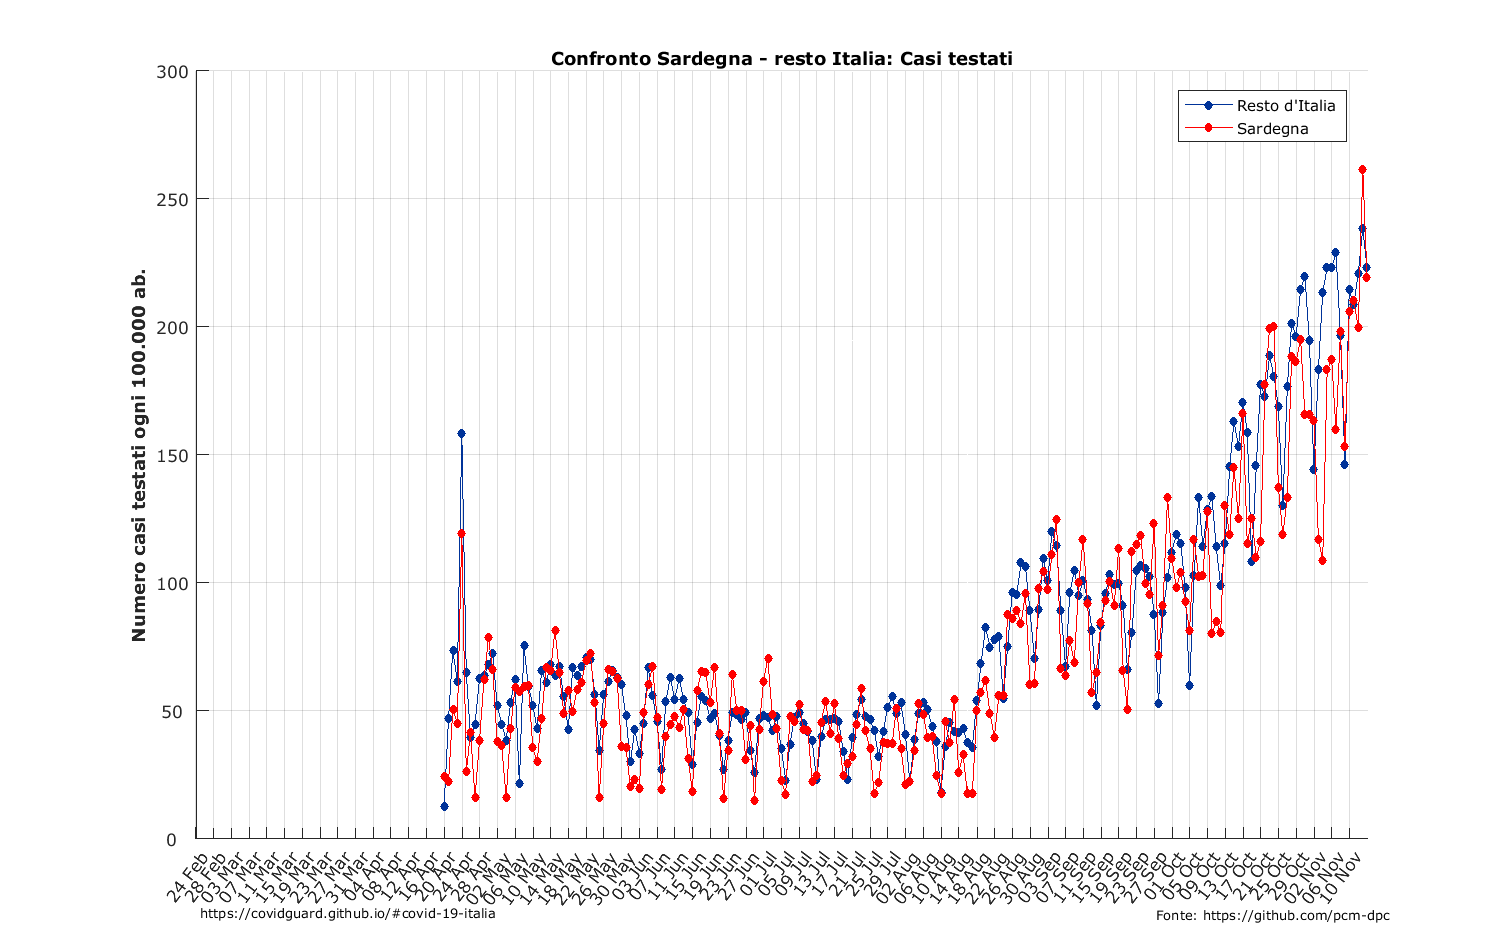 Confronto Sardegna - resto Italia: Casi testati
Resto d'Italia
Sardegna
Numero casi testati ogni 100.000 ab.
300
250
200
150
100
50
0
24 Feb
28 Feb
03 Mar
07 Mar
11 Mar
15 Mar
19 Mar
23 Mar
27 Mar
31 Mar
04 Apr
08 Apr
12 Apr
16 Apr
20 Apr
24 Apr
28 Apr
02 May
06 May
10 May
14 May
18 May
22 May
26 May
30 May
03 Jun
07 Jun
11 Jun
15 Jun
19 Jun
23 Jun
27 Jun
01 Jul
05 Jul
09 Jul
13 Jul
17 Jul
21 Jul
25 Jul
29 Jul
02 Aug
06 Aug
10 Aug
14 Aug
18 Aug
22 Aug
26 Aug
30 Aug
03 Sep
07 Sep
11 Sep
15 Sep
19 Sep
23 Sep
27 Sep
01 Oct
05 Oct
09 Oct
13 Oct
17 Oct
21 Oct
25 Oct
29 Oct
02 Nov
06 Nov
10 Nov
https://covidguard.github.io/#covid-19-italia
Fonte: https://github.com/pcm-dpc